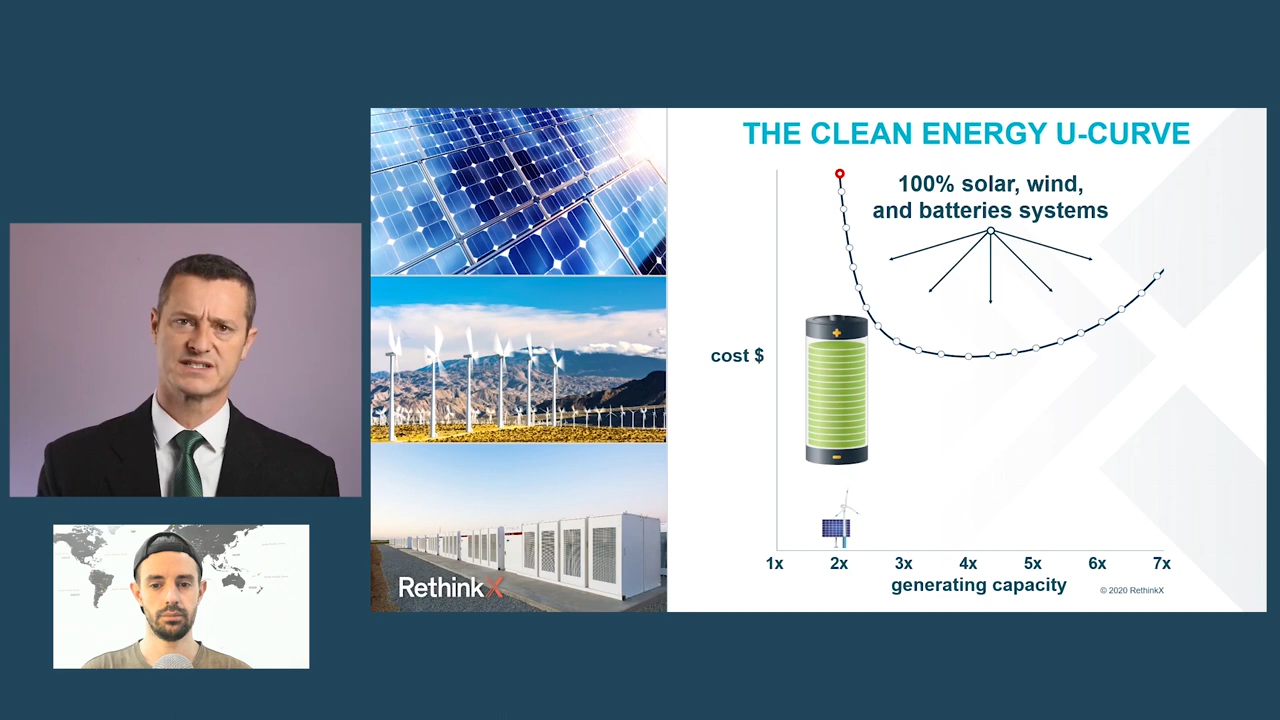 THE CLEAN ENERGY U-CURVE
100% solar, wind,
and batteries systems
cost $
1x 2x 3x 4x 5x 6x 7x
generating capacity
© 2020 RethinkX
RethinkX